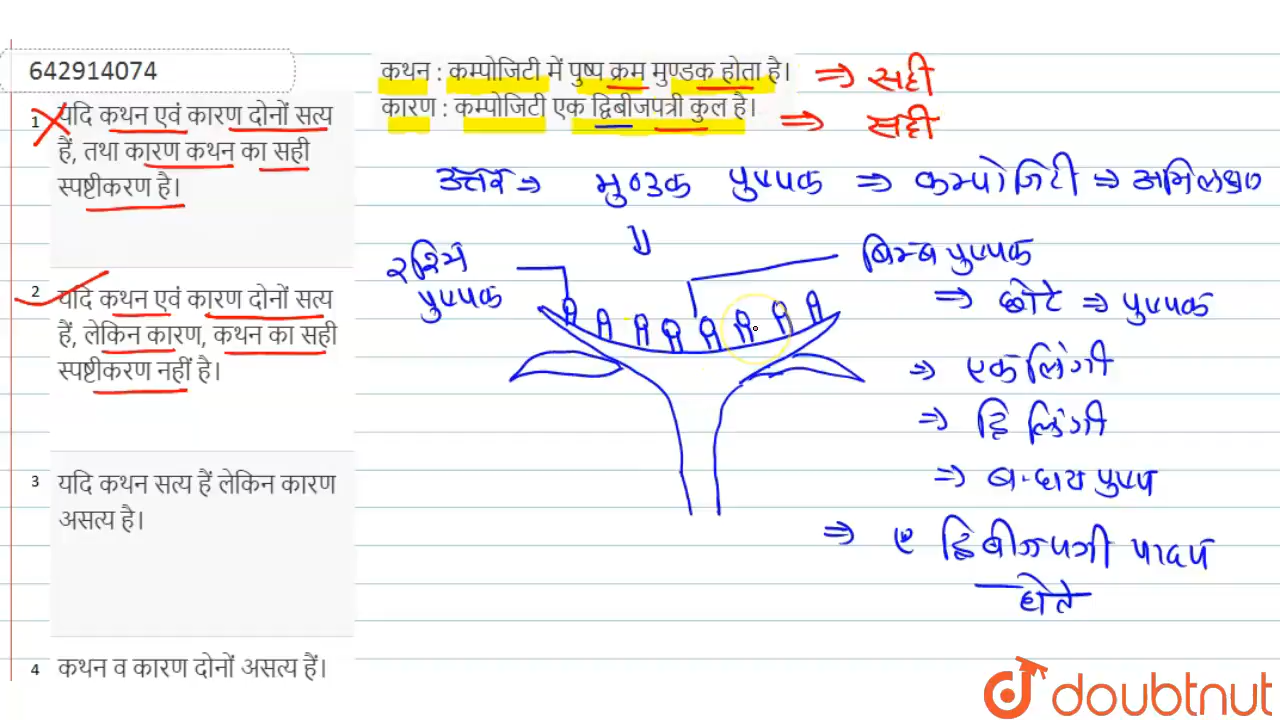 642914074
कथन : कम्पोजिटी में पुष्प क्रम मुण्डक होता है। ⇒ सही
कारण : कम्पोजिटी एक द्विबीजपत्री कुल है। ⇒ सही
1 यदि कथन एवं कारण दोनों सत्य
हैं, तथा कारण कथन का सही
स्पष्टीकरण है।
2 यदि कथन एवं कारण दोनों सत्य
हैं, लेकिन कारण, कथन का सही
स्पष्टीकरण नहीं है।
3 यदि कथन सत्य हैं लेकिन कारण
असत्य है।
4 कथन व कारण दोनों असत्य हैं।
उत्तर ⇒ मुण्डक पुष्पक ⇒ कम्पोजिटी ⇒
रश्मि
पुष्पक
बिम्ब पुष्पक
⇒ छोटे ⇒ पुष्पक
⇒ एकलिंगी
⇒ द्विलिंगी
⇒ पुष्प
⇒ द्विबीजपत्री पादप
होते
doubtnut